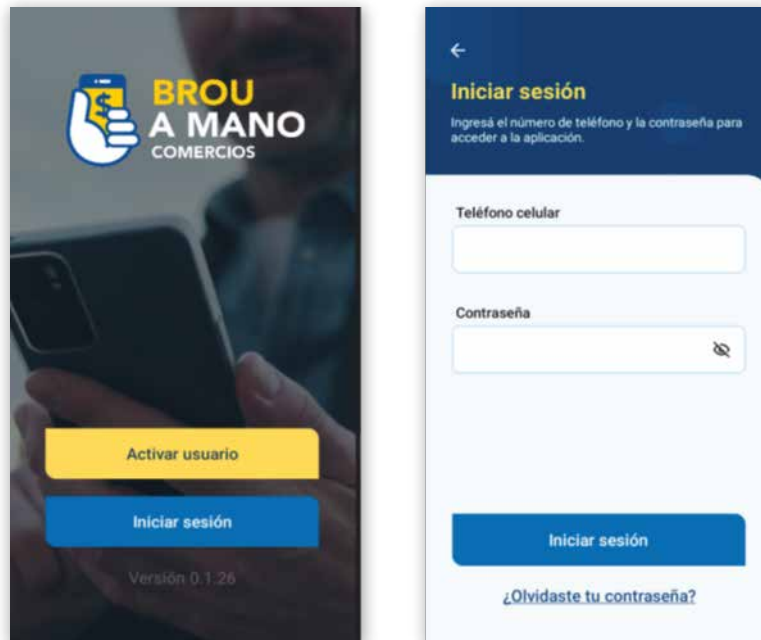 BROU
A MANO
COMERCIOS
Activar usuario
Iniciar sesión
Versión 0.1.26
Iniciar sesión
Ingresá el número de teléfono y la contraseña para
acceder a la aplicación.
Teléfono celular
Contraseña
Iniciar sesión
¿Olvidaste tu contraseña?